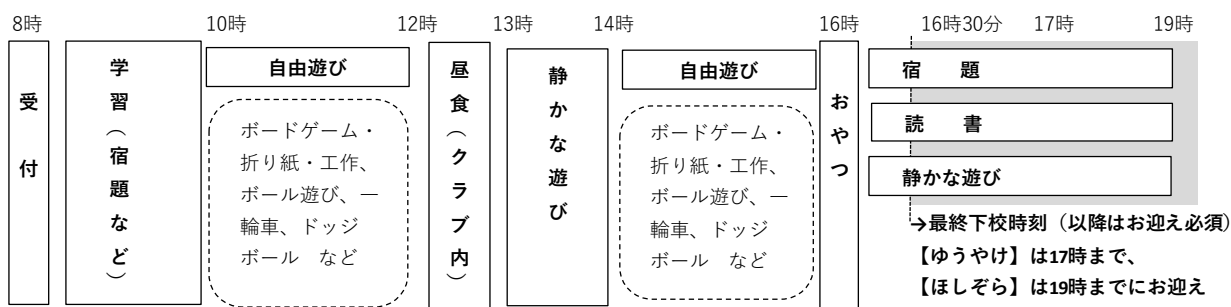 8時 10時 12時 13時 14時 16時 16時30分 17時 19時
受付
学習(宿題など)
自由遊び
ボードゲーム・
折り紙・工作、
ボール遊び、一
輪車、ドッジ
ボール など
昼食(クラブ内)
静かな遊び
自由遊び
ボードゲーム・
折り紙・工作、
ボール遊び、一
輪車、ドッジ
ボール など
おやつ
宿 題
読 書
静かな遊び
→最終下校時刻(以降はお迎え必須)
【ゆうやけ】は17時まで、
【ほしぞら】は19時までにお迎え